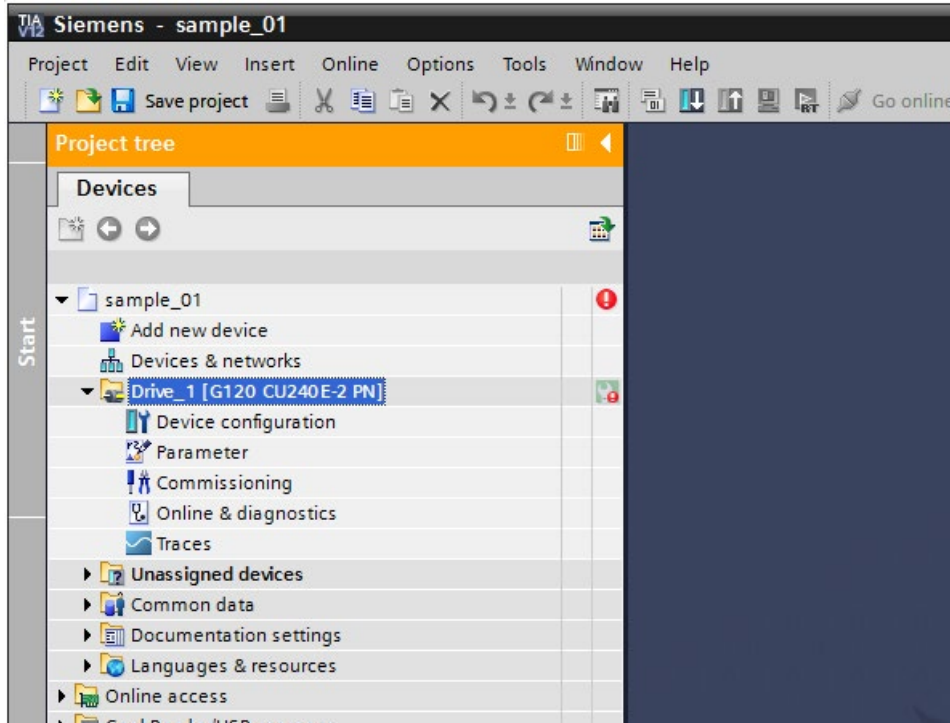 TIA V12 Siemens - sample_01
Project Edit View Insert Online Options Tools Window Help
Save project RT Go online
Project tree
Devices
Start
sample_01
Add new device
Devices & networks
Drive_1 [G120 CU240E-2 PN]
Device configuration
Parameter
Commissioning
Online & diagnostics
Traces
Unassigned devices
Common data
Documentation settings
Languages & resources
Online access